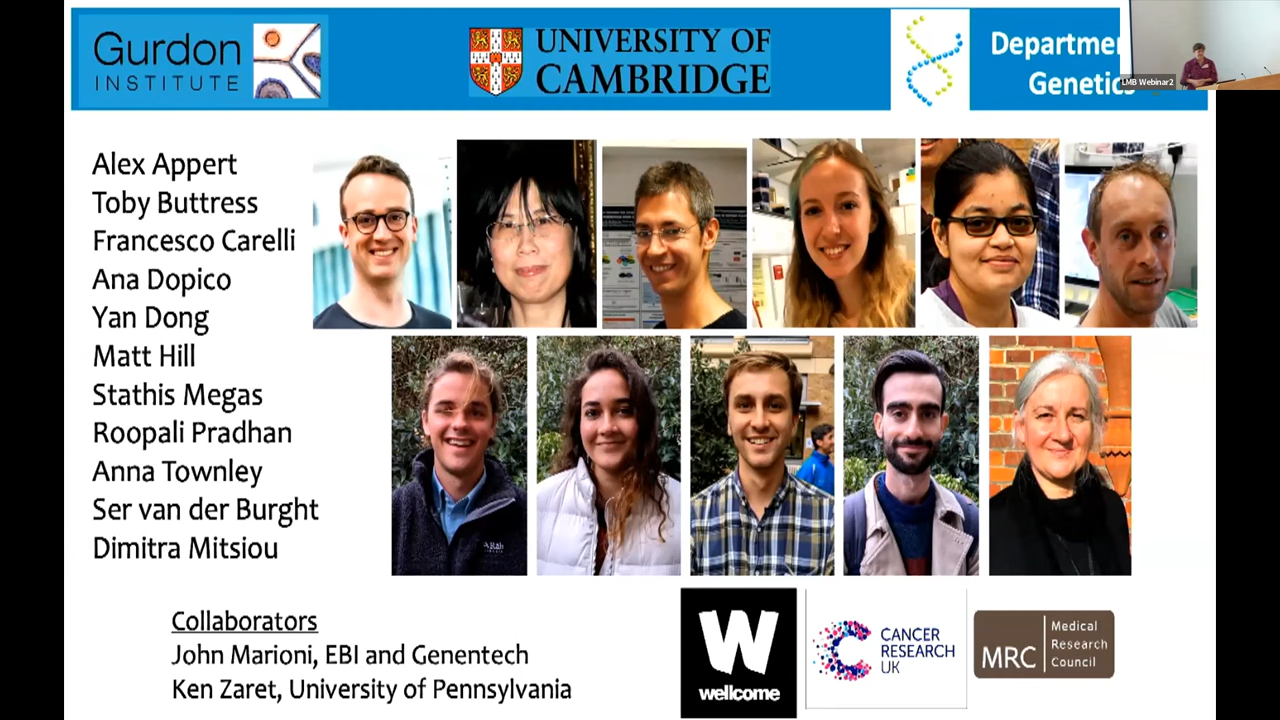 Gurdon
INSTITUTE
UNIVERSITY OF
CAMBRIDGE
Genetics
LMB Webinar2
Alex Appert
Toby Buttress
Francesco Carelli
Ana Dopico
Yan Dong
Matt Hill
Stathis Megas
Roopali Pradhan
Anna Townley
Ser van der Burght
Dimitra Mitsiou
Collaborators
John Marioni, EBI and Genentech
Ken Zaret, University of Pennsylvania
W
wellcome
CANCER
RESEARCH
UK
MRC
Medical
Research
Council